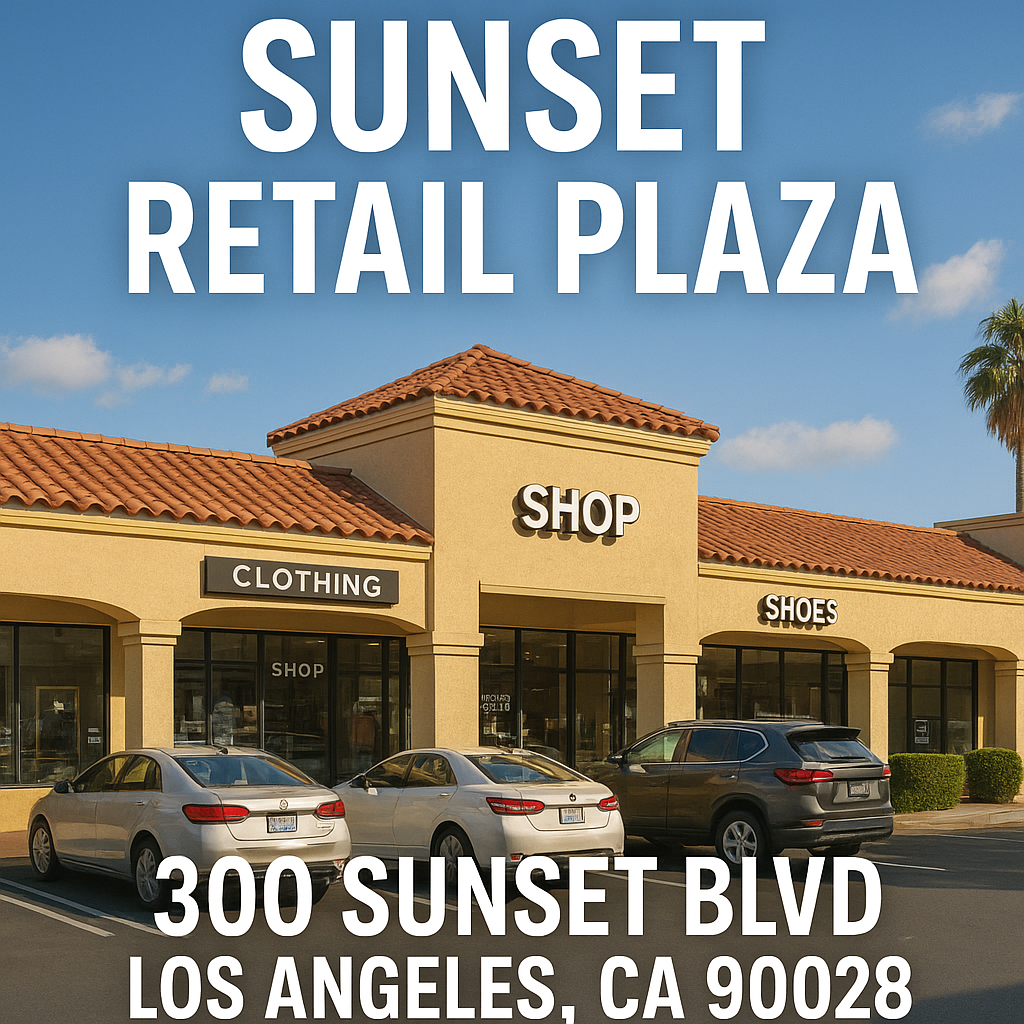 SUNSET
RETAIL PLAZA
SHOP
CLOTHING
SHOES
SHOP
300 SUNSET BLVD
LOS ANGELES, CA 90028